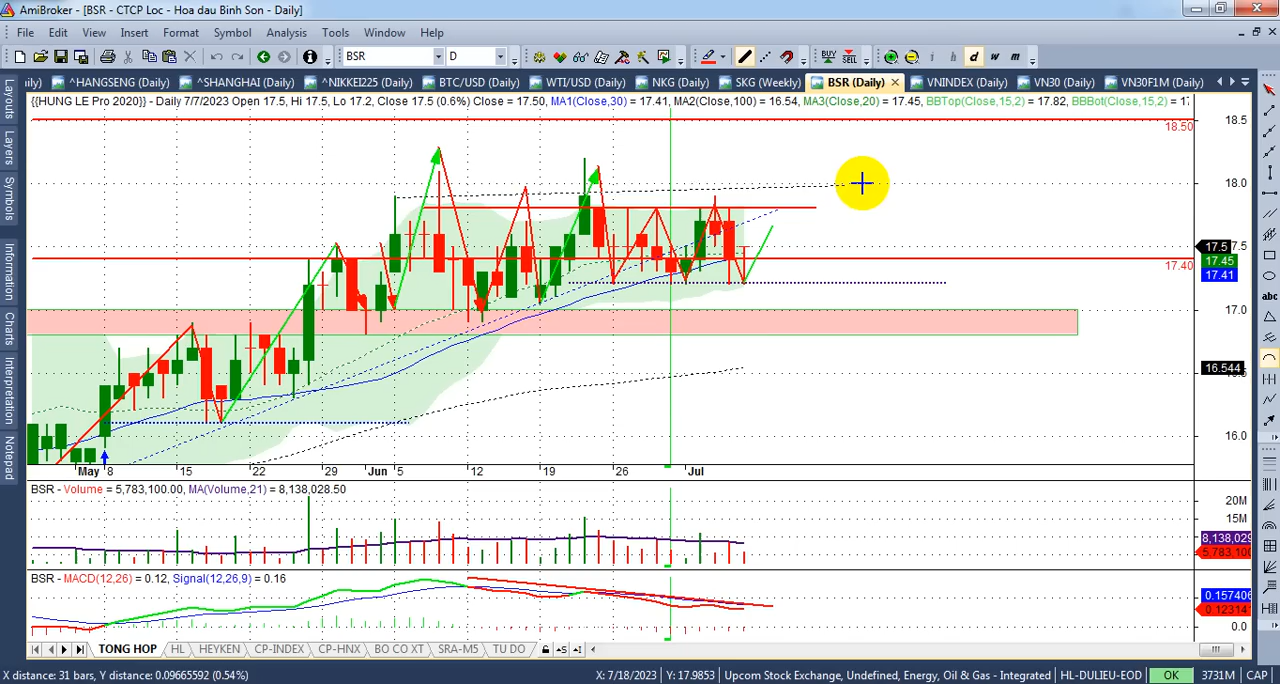 AmiBroker - [BSR - CTCP Loc - Hoa dau Binh Son - Daily]
File Edit View Insert Format Symbol Analysis Tools Window Help
BSR D BUY SELL i h d w m
ily) ^HANGSENG (Daily) ^SHANGHAI (Daily) ^NIKKEI225 (Daily) BTC/USD (Daily) WTI/USD (Daily) NKG (Daily) SKG (Weekly) BSR (Daily) VNINDEX (Daily) VN30 (Daily) VN30F1M (Daily)
Layouts
Layers
Symbols
Information
Charts
Interpretation
Notepad
{{HUNG LE Pro 2020}} - Daily 7/7/2023 Open 17.5, Hi 17.5, Lo 17.2, Close 17.5 (0.6%) Close = 17.50, MA1(Close,30) = 17.41, MA2(Close,100) = 16.54, MA3(Close,20) = 17.45, BBTop(Close,15,2) = 17.82, BBBot(Close,15,2) = 17
18.50
18.5
18.0
17.5
17.45
17.40
17.41
17.0
16.544
16.0
May 8 15 22 29 Jun 5 12 19 26 Jul
BSR - Volume = 5,783,100.00, MA(Volume,21) = 8,138,028.50
20M
15M
8,138,029
5,783,100
BSR - MACD(12,26) = 0.12, Signal(12,26,9) = 0.16
0.157406
0.123141
0.0
TONG HOP HL HEYKEN CP-INDEX CP-HNX BO CO XT SRA-M5 TU DO
abc
X distance: 31 bars, Y distance: 0.09665592 (0.54%) X: 7/18/2023 Y: 17.9853 Upcom Stock Exchange, Undefined, Energy, Oil & Gas - Integrated HL-DULIEU-EOD OK 3731M CAP